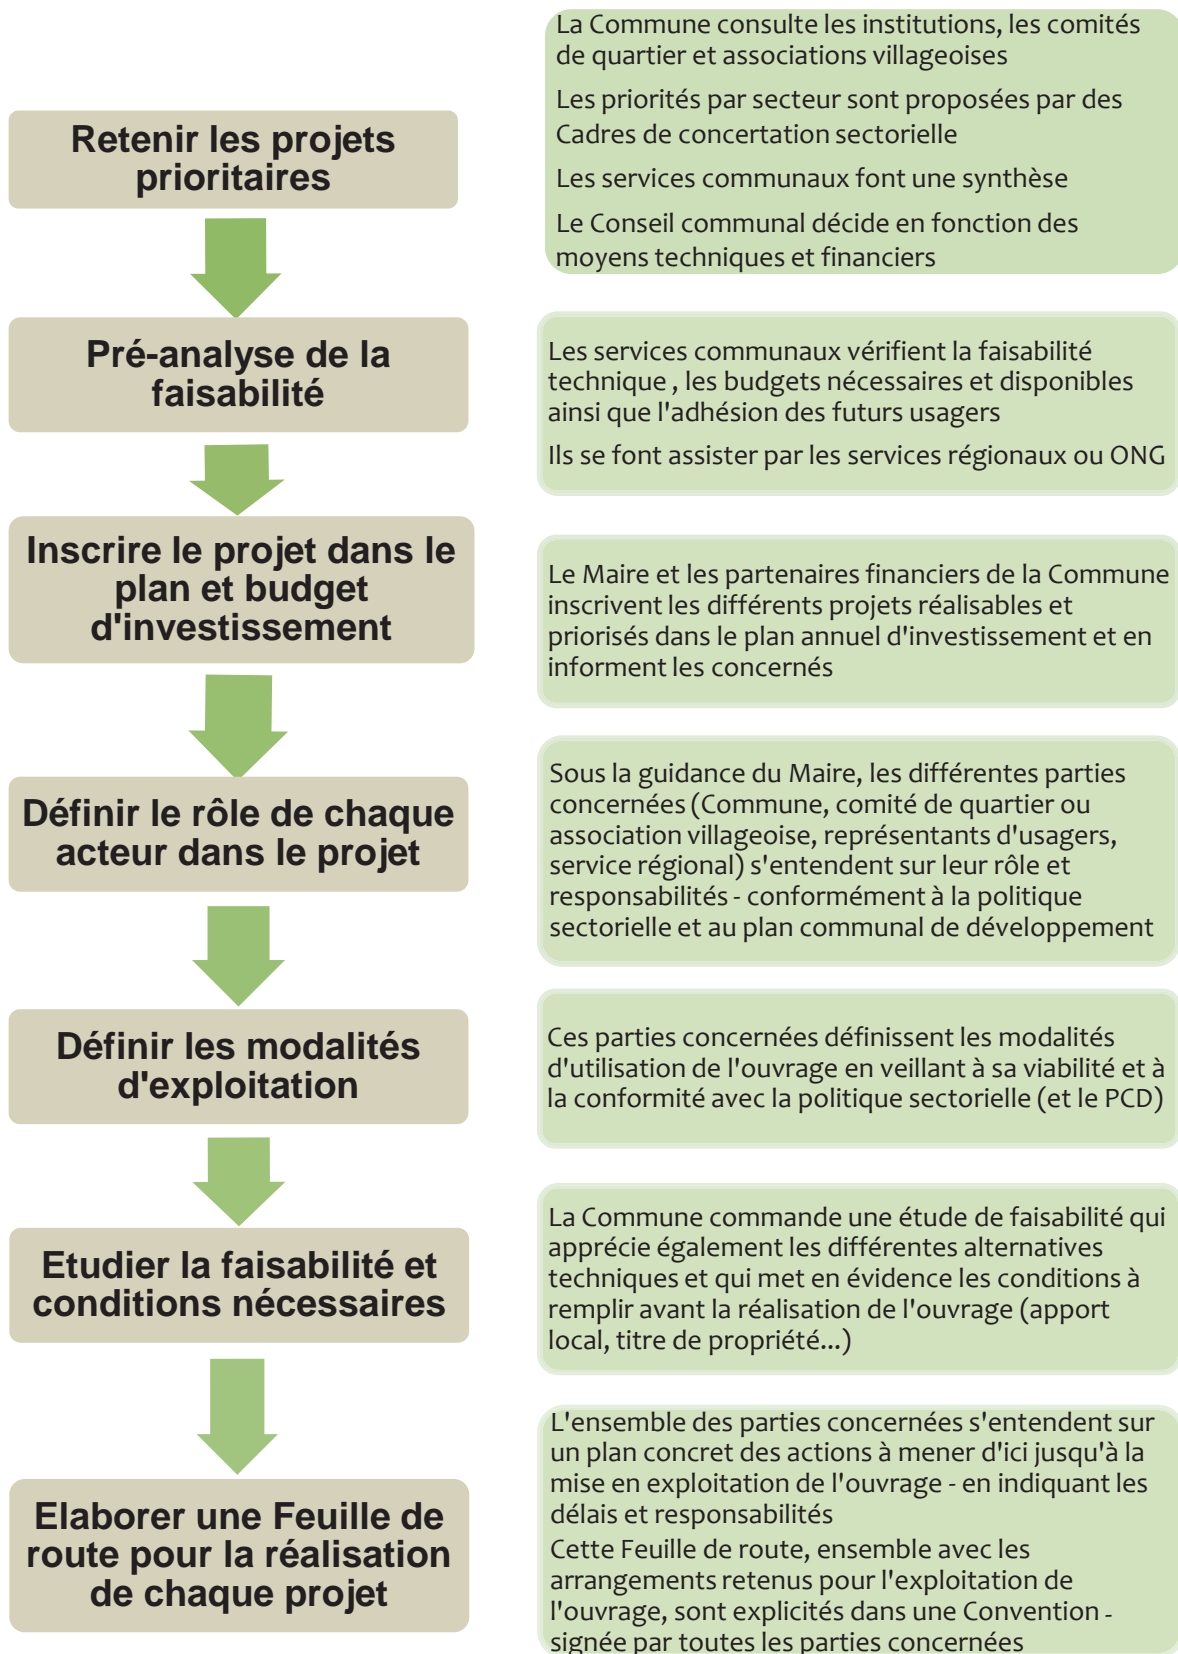 Retenir les projets
prioritaires
La Commune consulte les institutions, les comités
de quartier et associations villageoises
Les priorités par secteur sont proposées par des
Cadres de concertation sectorielle
Les services communaux font une synthèse
Le Conseil communal décide en fonction des
moyens techniques et financiers
Pré-analyse de la
faisabilité
Les services communaux vérifient la faisabilité
technique , les budgets nécessaires et disponibles
ainsi que l'adhésion des futurs usagers
Ils se font assister par les services régionaux ou ONG
Inscrire le projet dans le
plan et budget
d'investissement
Le Maire et les partenaires financiers de la Commune
inscrivent les différents projets réalisables et
priorisés dans le plan annuel d'investissement et en
informent les concernés
Définir le rôle de chaque
acteur dans le projet
Sous la guidance du Maire, les différentes parties
concernées (Commune, comité de quartier ou
association villageoise, représentants d'usagers,
service régional) s'entendent sur leur rôle et
responsabilités - conformément à la politique
sectorielle et au plan communal de développement
Définir les modalités
d'exploitation
Ces parties concernées définissent les modalités
d'utilisation de l'ouvrage en veillant à sa viabilité et à
la conformité avec la politique sectorielle (et le PCD)
Etudier la faisabilité et
conditions nécessaires
La Commune commande une étude de faisabilité qui
apprécie également les différentes alternatives
techniques et qui met en évidence les conditions à
remplir avant la réalisation de l'ouvrage (apport
local, titre de propriété...)
Elaborer une Feuille de
route pour la réalisation
de chaque projet
L'ensemble des parties concernées s'entendent sur
un plan concret des actions à mener d'ici jusqu'à la
mise en exploitation de l'ouvrage - en indiquant les
délais et responsabilités
Cette Feuille de route, ensemble avec les
arrangements retenus pour l'exploitation de
l'ouvrage, sont explicités dans une Convention -
signée par toutes les parties concernées